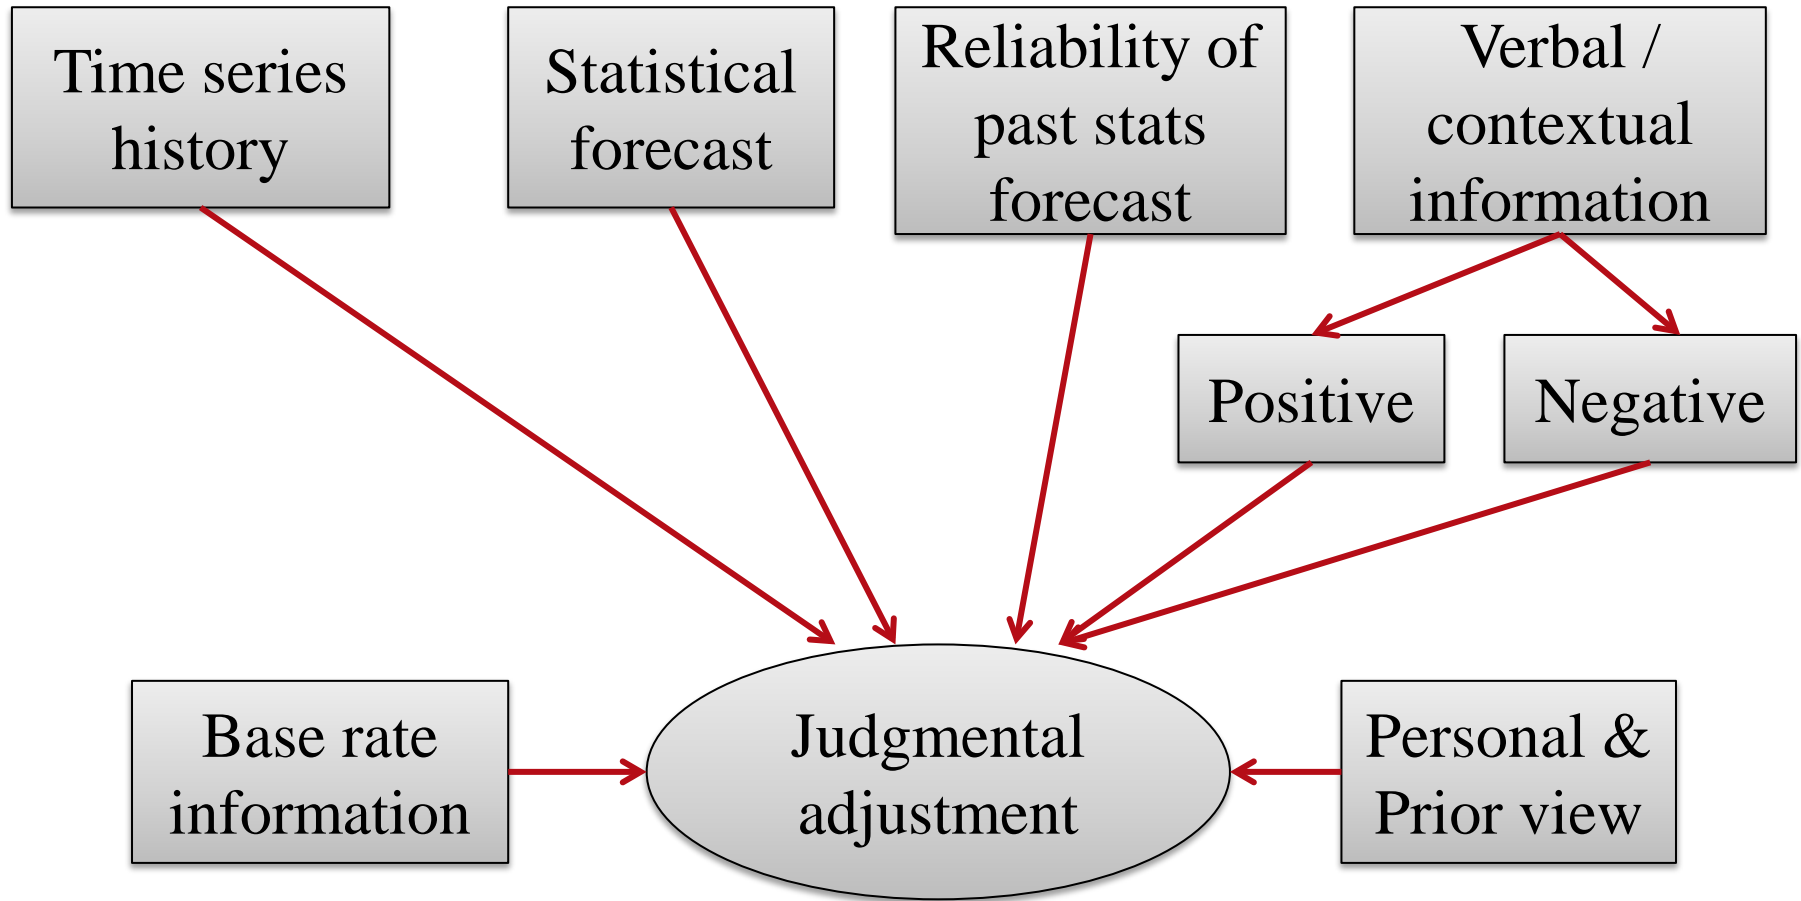 Time series
history
Statistical
forecast
Reliability of
past stats
forecast
Verbal /
contextual
information
Positive
Negative
Base rate
information
Judgmental
adjustment
Personal &
Prior view